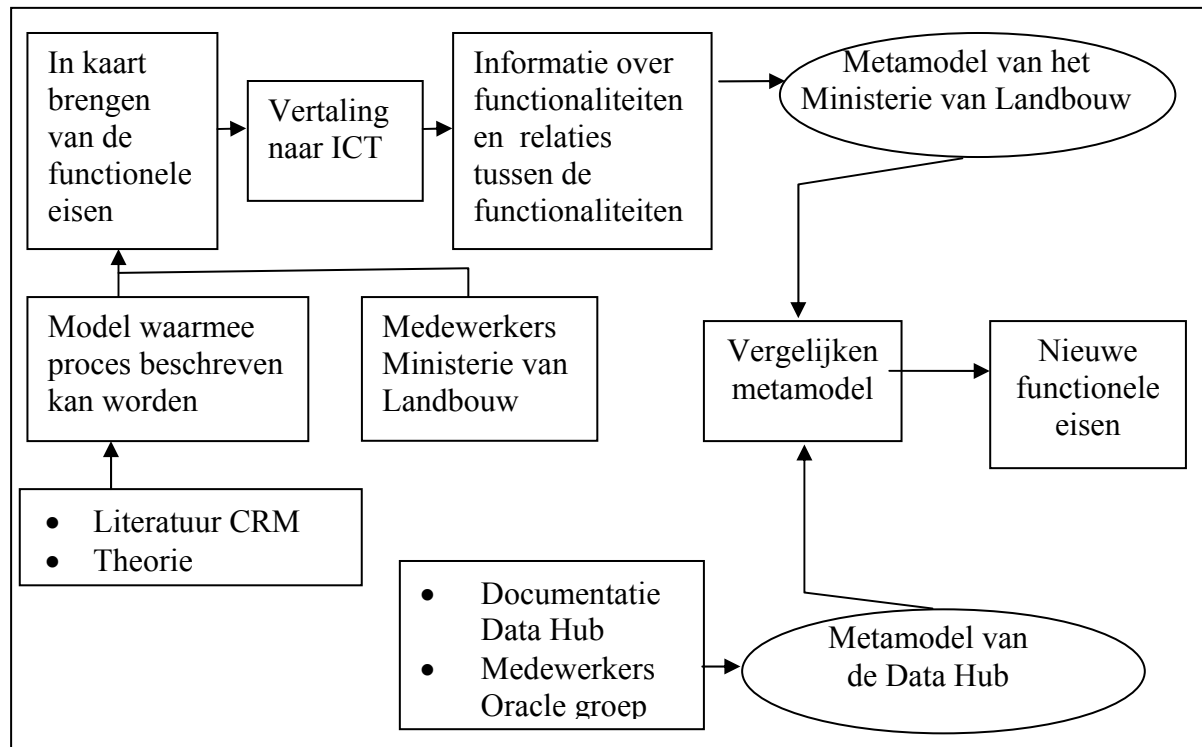 In kaart
brengen
van de
functionele
eisen
Vertaling
naar ICT
Informatie over
functionaliteiten
en relaties
tussen de
functionaliteiten
Metamodel van het
Ministerie van Landbouw
Model waarmee
proces beschreven
kan worden
Medewerkers
Ministerie van
Landbouw
Vergelijken
metamodel
Nieuwe
functionele
eisen
• Literatuur CRM
• Theorie
• Documentatie
Data Hub
• Medewerkers
Oracle groep
Metamodel van
de Data Hub